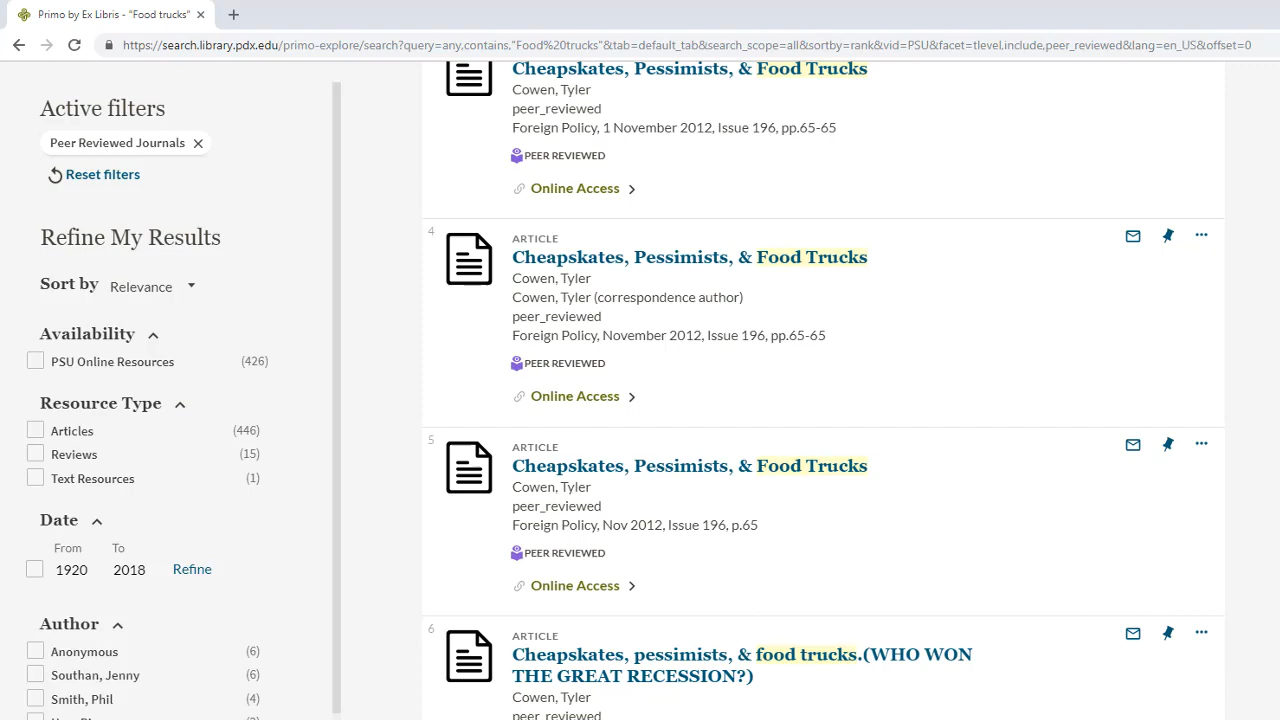 Primo by Ex Libris - "Food trucks"
https://search.library.pdx.edu/primo-explore/search?query=any,contains,"Food%20trucks"&tab=default_tab&search_scope=all&sortby=rank&vid=PSU&facet=tlevel,include,peer_reviewed&lang=en_US&offset=0
Active filters
Peer Reviewed Journals
Reset filters
Refine My Results
Sort by Relevance
Availability
PSU Online Resources (426)
Resource Type
Articles (446)
Reviews (15)
Text Resources (1)
Date
From To
1920 2018 Refine
Author
Anonymous (6)
Southan, Jenny (6)
Smith, Phil (4)
Cheapskates, Pessimists, & Food Trucks
Cowen, Tyler
peer_reviewed
Foreign Policy, 1 November 2012, Issue 196, pp.65-65
PEER REVIEWED
Online Access
4
ARTICLE
Cheapskates, Pessimists, & Food Trucks
Cowen, Tyler
Cowen, Tyler (correspondence author)
peer_reviewed
Foreign Policy, November 2012, Issue 196, pp.65-65
PEER REVIEWED
Online Access
5
ARTICLE
Cheapskates, Pessimists, & Food Trucks
Cowen, Tyler
peer_reviewed
Foreign Policy, Nov 2012, Issue 196, p.65
PEER REVIEWED
Online Access
6
ARTICLE
Cheapskates, pessimists, & food trucks.(WHO WON
THE GREAT RECESSION?)
Cowen, Tyler
peer_reviewed